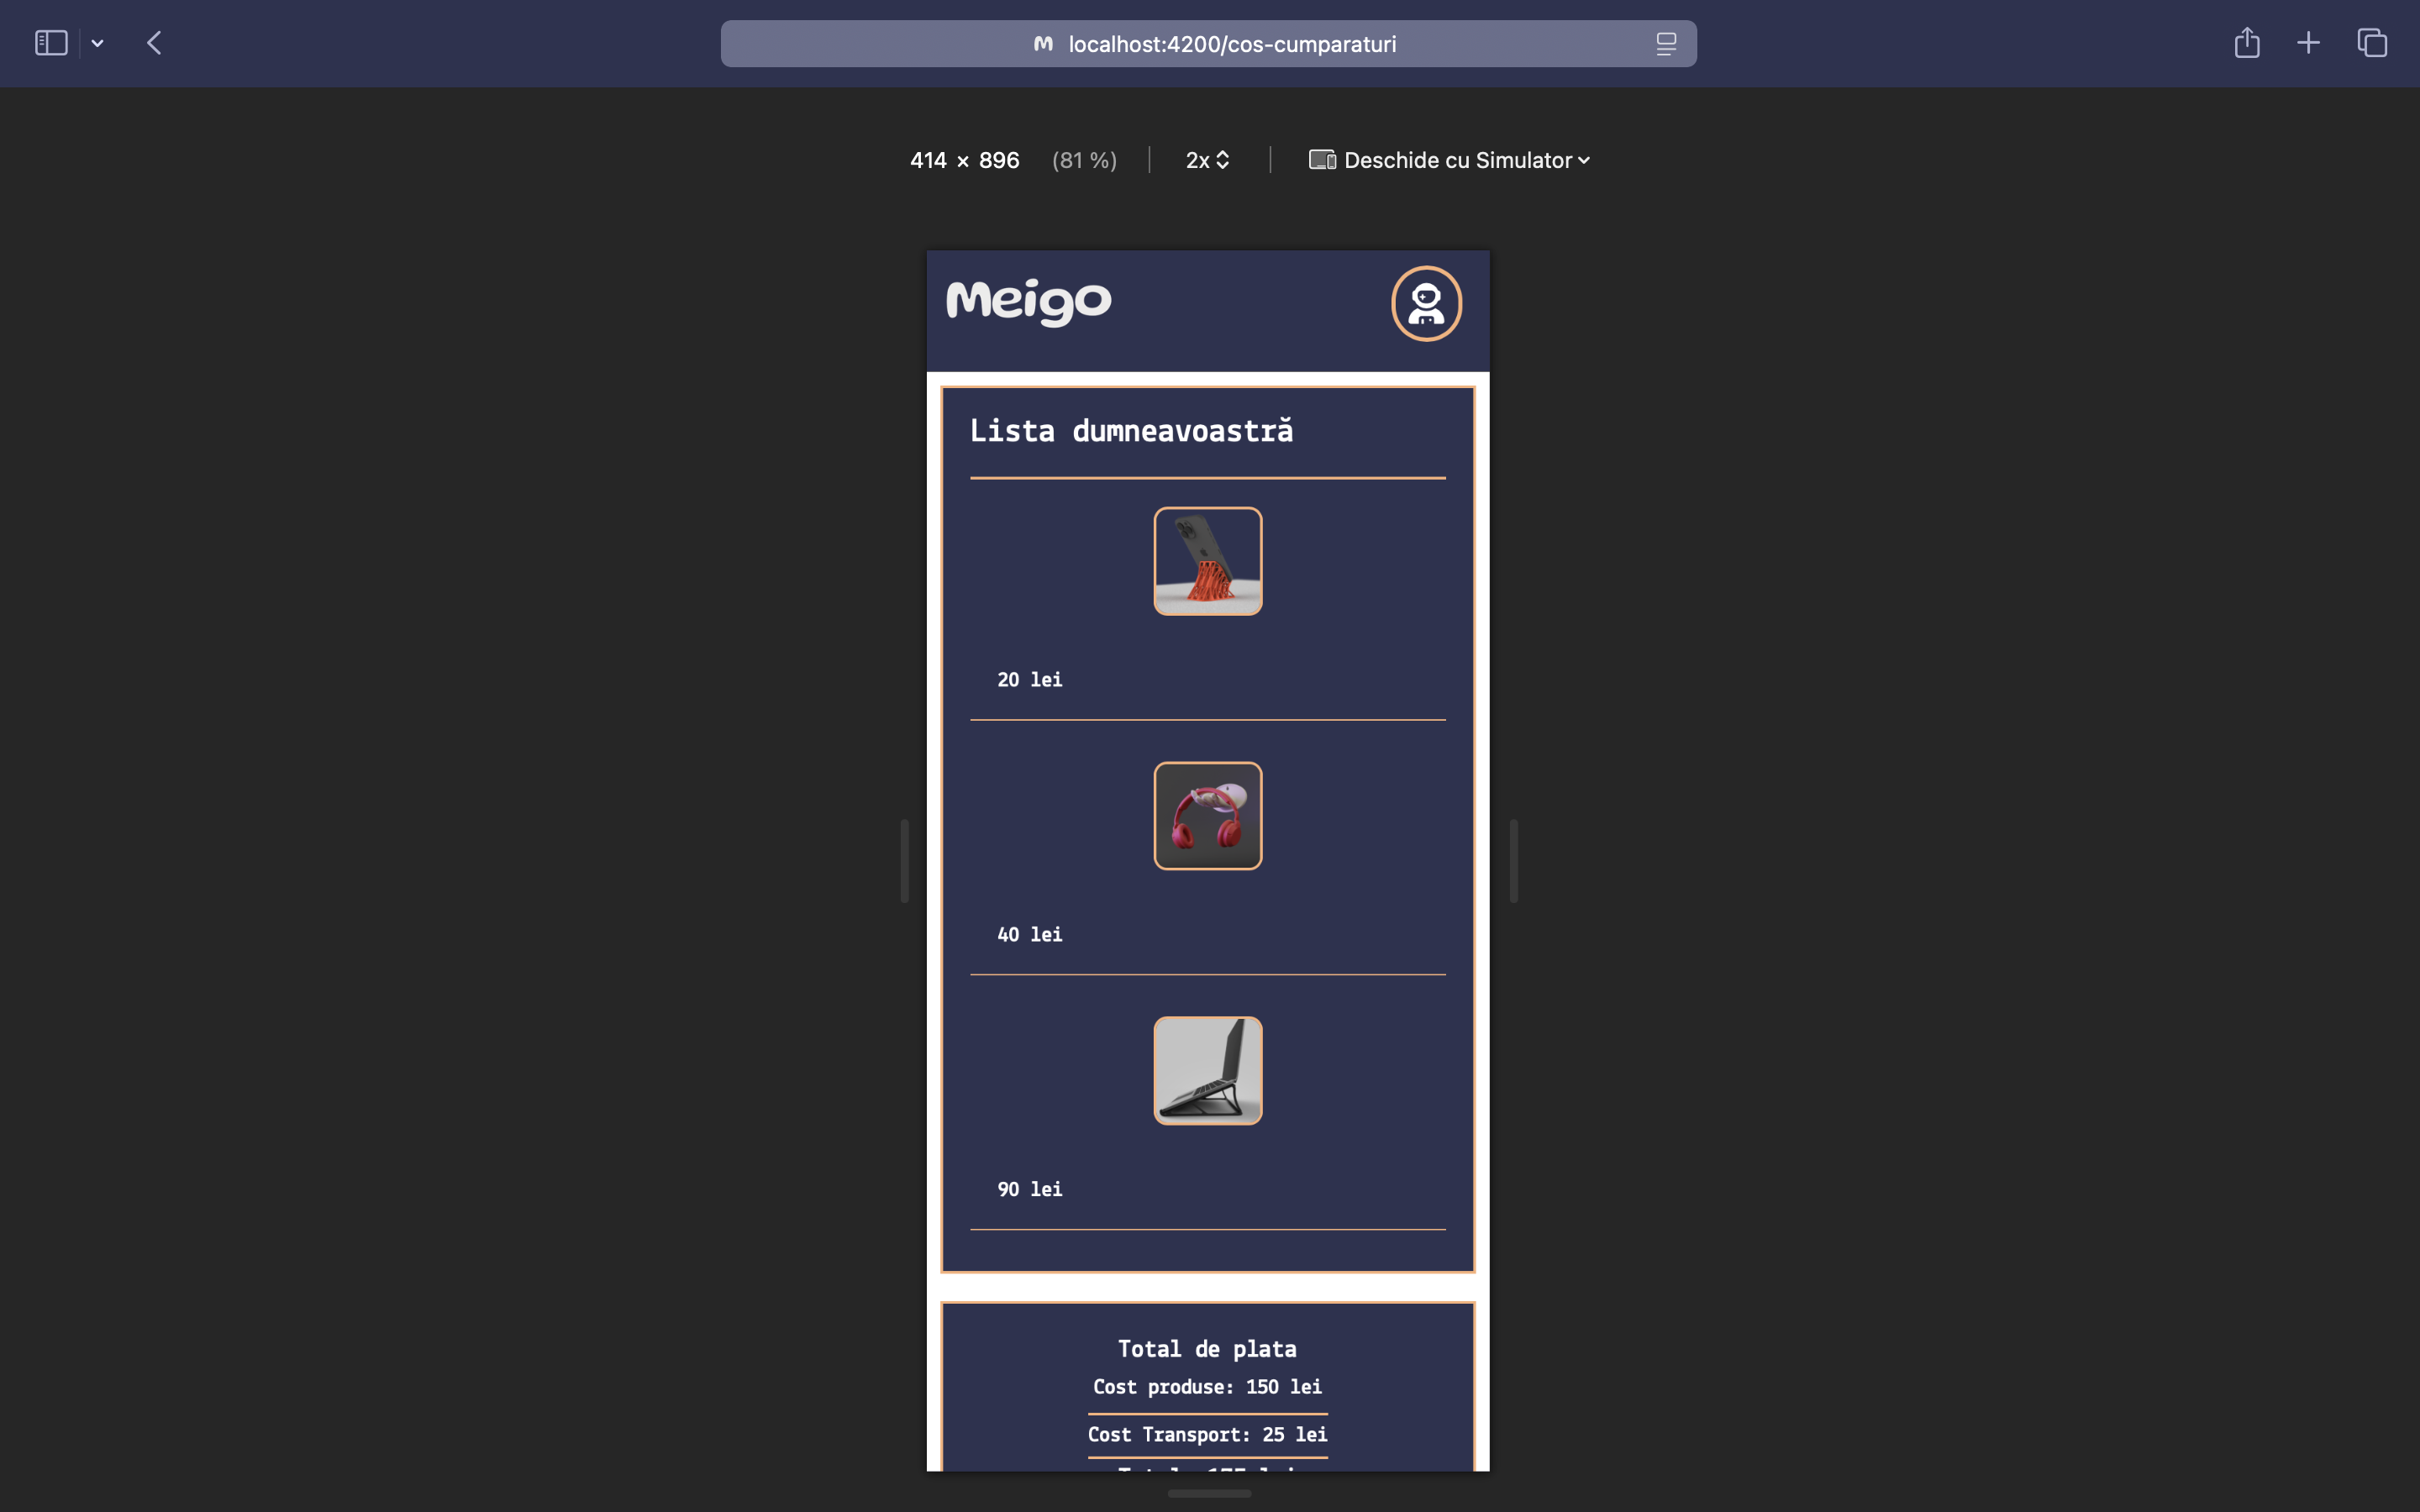 localhost:4200/cos-cumparaturi
414 × 896 (81 %) 2x Deschide cu Simulator
Meigo
Lista dumneavoastră
20 lei
40 lei
90 lei
Total de plata
Cost produse: 150 lei
Cost Transport: 25 lei